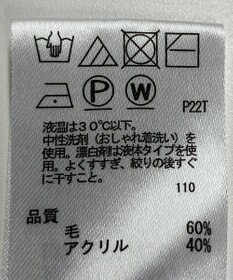 P
W
P22T
液温は30℃以下。
中性洗剤（おしゃれ着洗い）を
使用。漂白剤は液体タイプを使
用。よくすすぎ、絞りの後すぐ
に干すこと。
110
品質
毛 60%
アクリル 40%